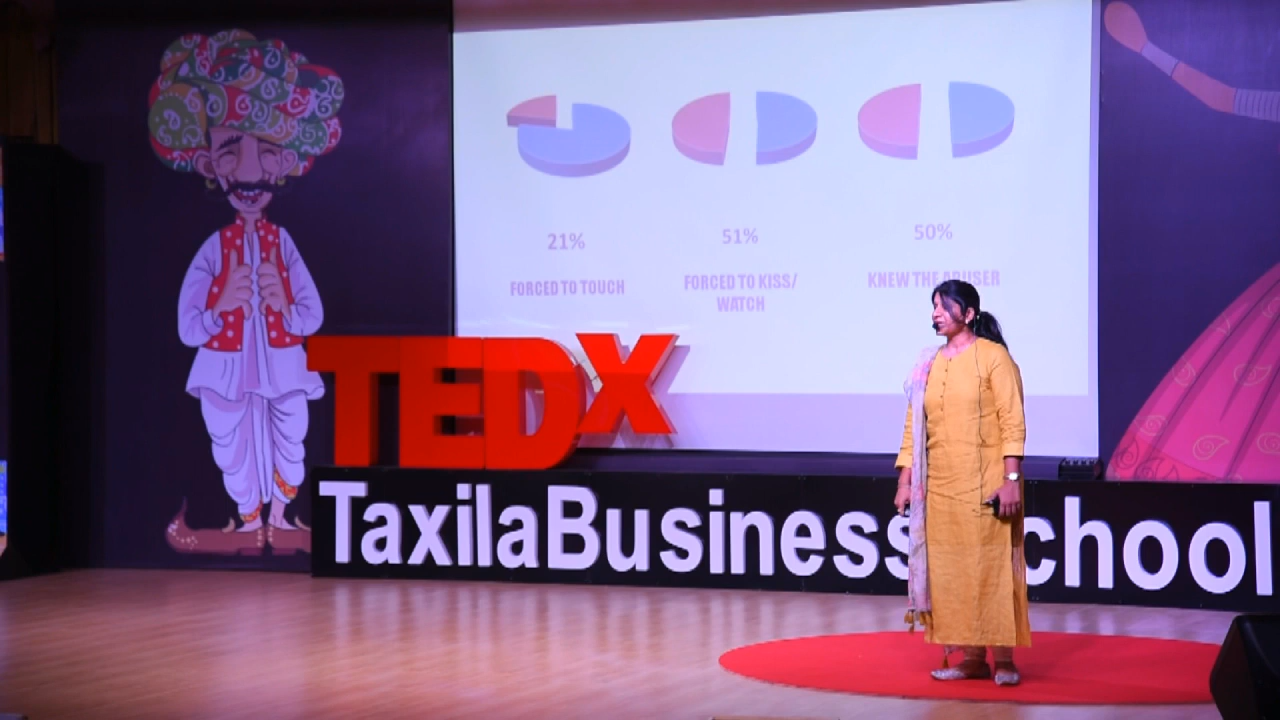 21%
51%
50%
FORCED TO TOUCH
FORCED TO KISS/
WATCH
KNEW THE ABUSER
TEDx
TaxilaBusinessSchool